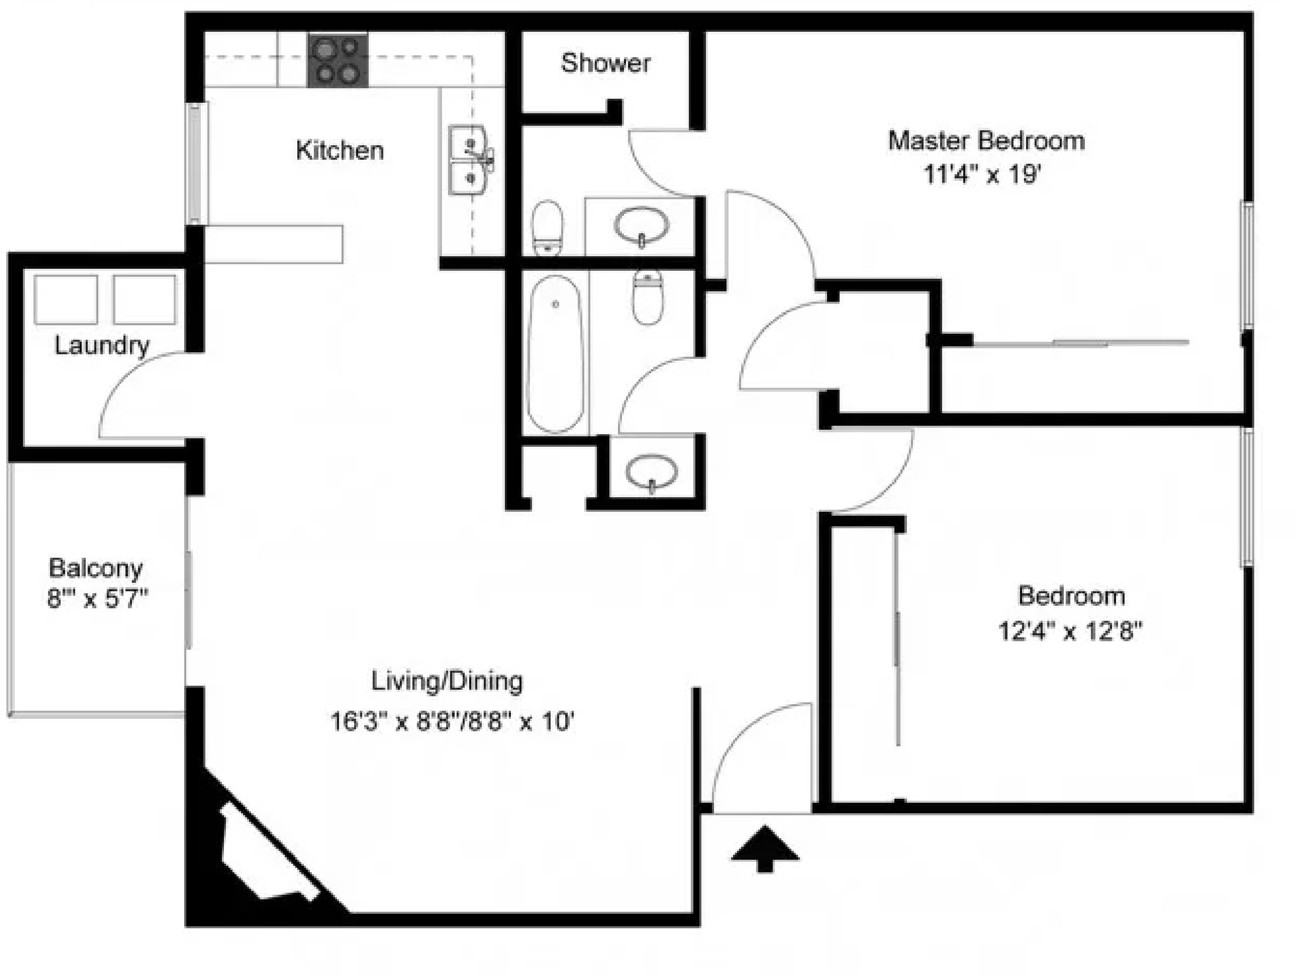 Shower
Kitchen
Master Bedroom
11'4" x 19'
Laundry
Balcony
8'" x 5'7"
Bedroom
12'4" x 12'8"
Living/Dining
16'3" x 8'8"/8'8" x 10'